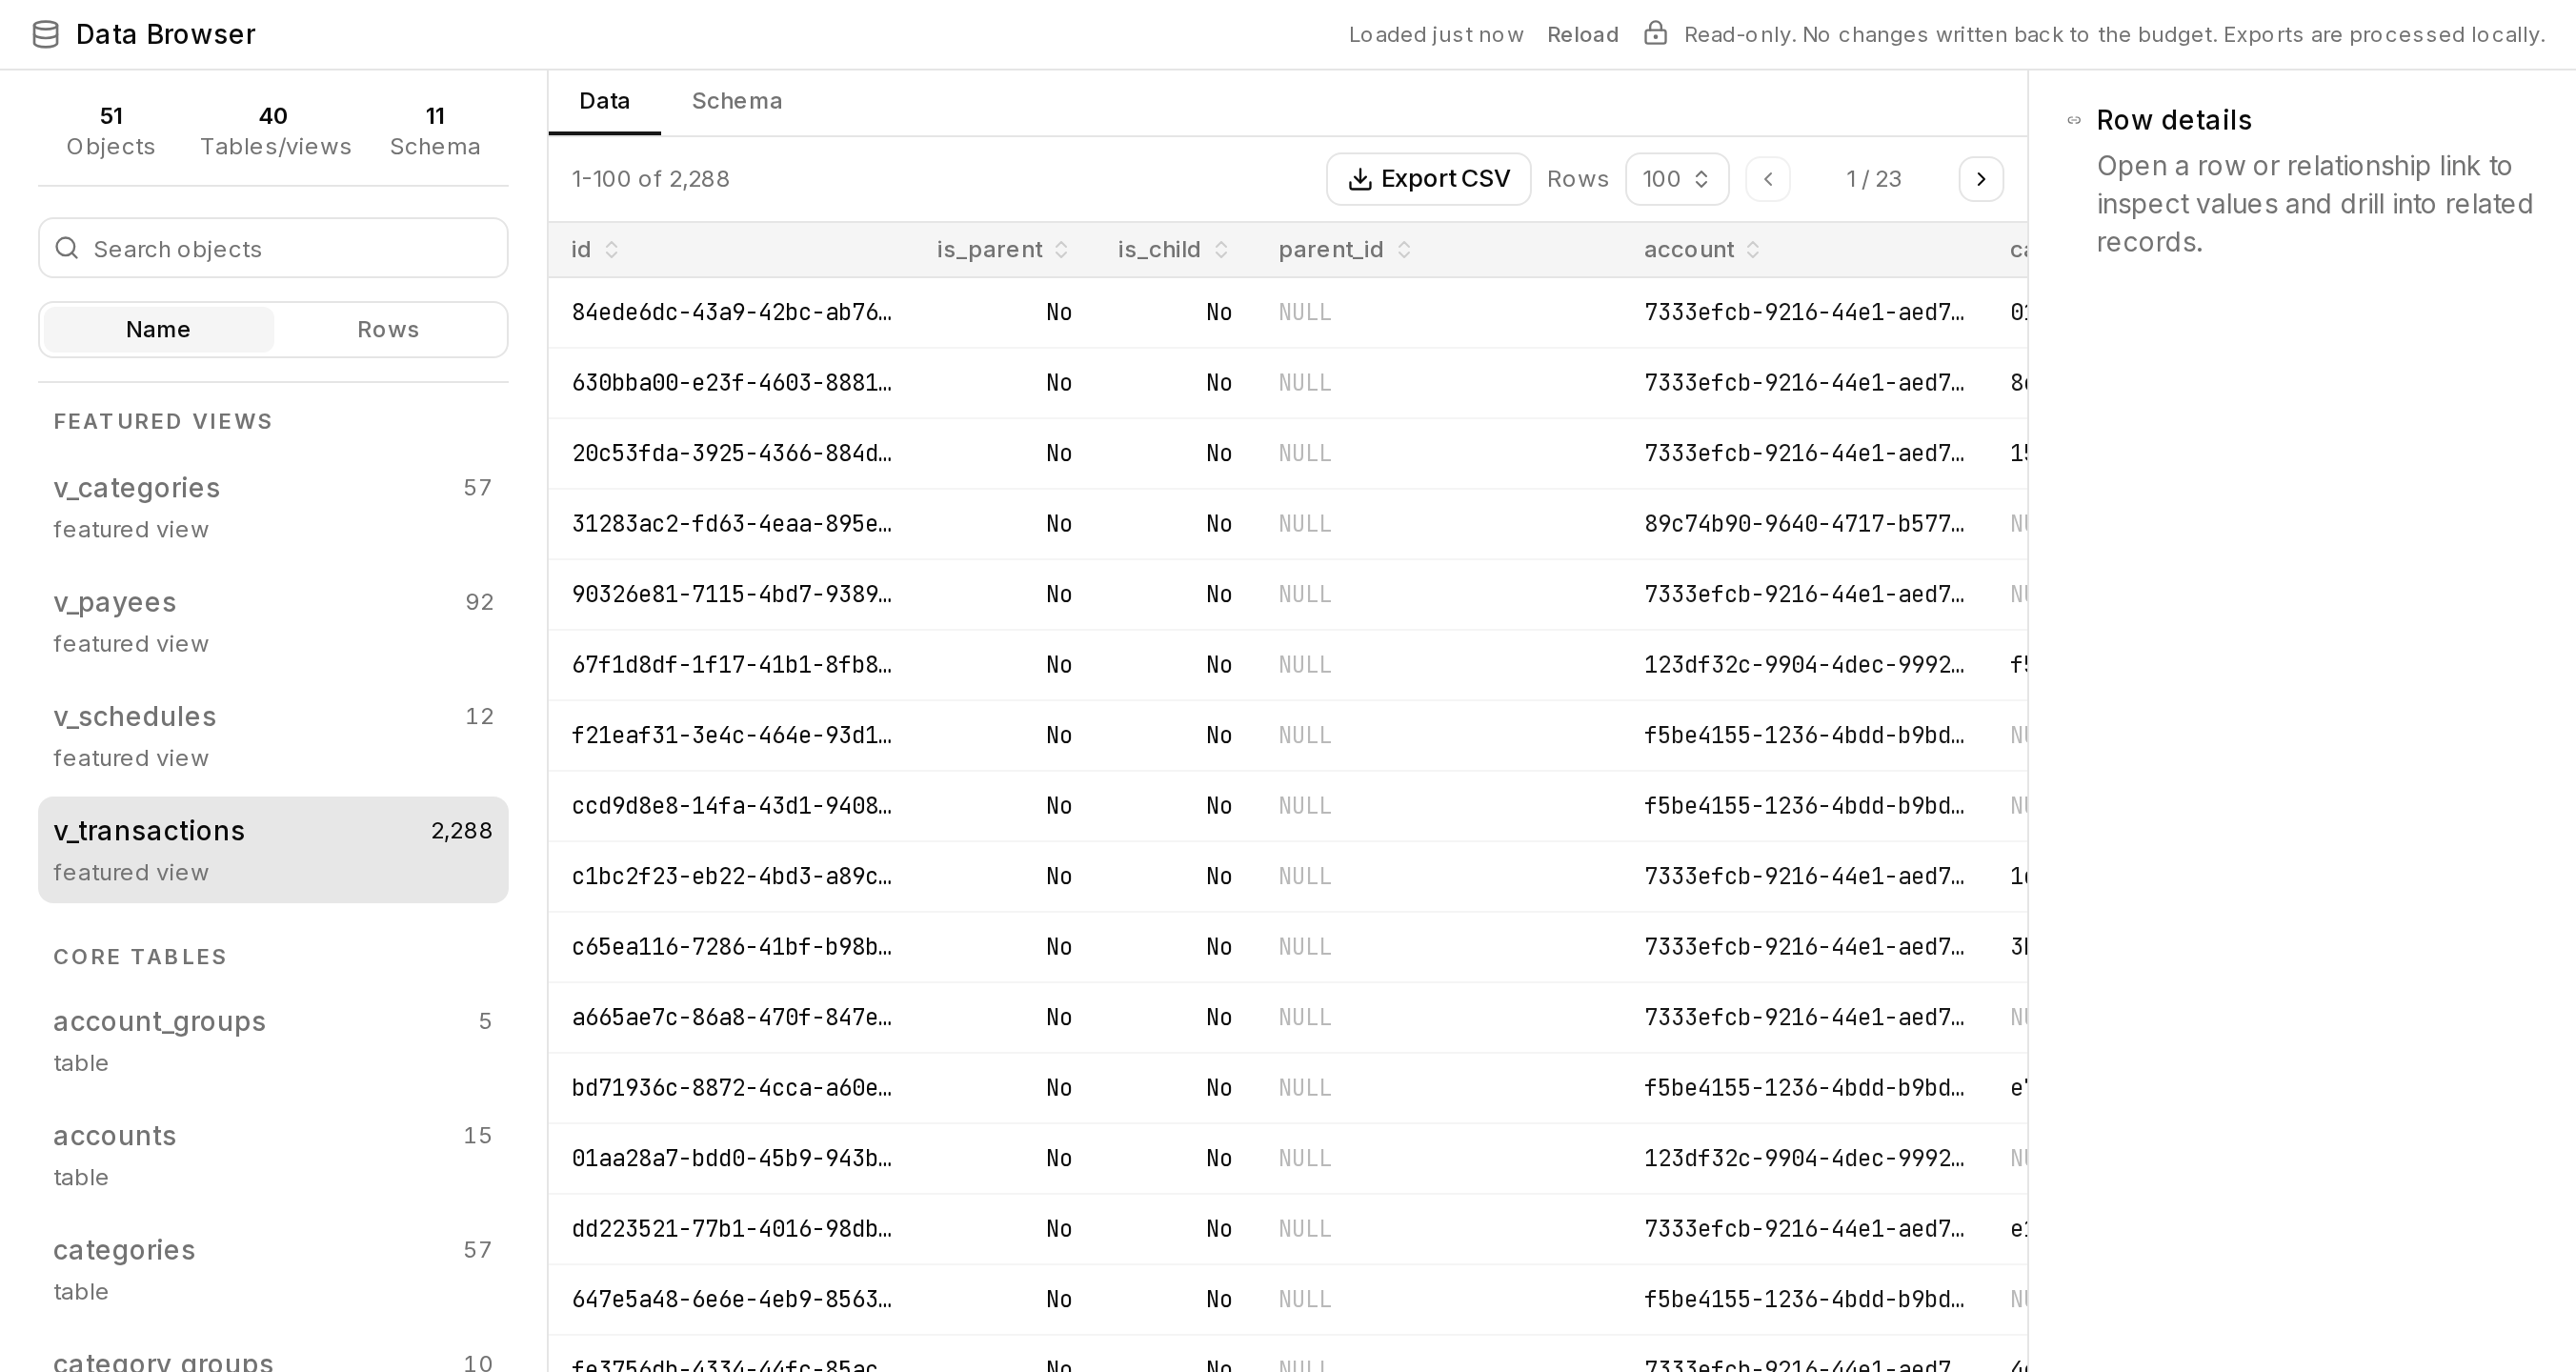 Data Browser
Loaded just now Reload Read-only. No changes written back to the budget. Exports are processed locally.
51 40 11
Objects Tables/views Schema
Search objects
Name Rows
FEATURED VIEWS
v_categories 57
featured view
v_payees 92
featured view
v_schedules 12
featured view
v_transactions 2,288
featured view
CORE TABLES
account_groups 5
table
accounts 15
table
categories 57
table
category_groups 10
Data Schema
1-100 of 2,288 Export CSV Rows 100 1 / 23
id is_parent is_child parent_id account
84ede6dc-43a9-42bc-ab76… No No NULL 7333efcb-9216-44e1-aed7…
630bba00-e23f-4603-8881… No No NULL 7333efcb-9216-44e1-aed7…
20c53fda-3925-4366-884d… No No NULL 7333efcb-9216-44e1-aed7…
31283ac2-fd63-4eaa-895e… No No NULL 89c74b90-9640-4717-b577…
90326e81-7115-4bd7-9389… No No NULL 7333efcb-9216-44e1-aed7…
67f1d8df-1f17-41b1-8fb8… No No NULL 123df32c-9904-4dec-9992…
f21eaf31-3e4c-464e-93d1… No No NULL f5be4155-1236-4bdd-b9bd…
ccd9d8e8-14fa-43d1-9408… No No NULL f5be4155-1236-4bdd-b9bd…
c1bc2f23-eb22-4bd3-a89c… No No NULL 7333efcb-9216-44e1-aed7…
c65ea116-7286-41bf-b98b… No No NULL 7333efcb-9216-44e1-aed7…
a665ae7c-86a8-470f-847e… No No NULL 7333efcb-9216-44e1-aed7…
bd71936c-8872-4cca-a60e… No No NULL f5be4155-1236-4bdd-b9bd…
01aa28a7-bdd0-45b9-943b… No No NULL 123df32c-9904-4dec-9992…
dd223521-77b1-4016-98db… No No NULL 7333efcb-9216-44e1-aed7…
647e5a48-6e6e-4eb9-8563… No No NULL f5be4155-1236-4bdd-b9bd…
fe3756db-4334-44fc-85ac… No No NULL 7333efcb-9216-44e1-aed7…
Row details
Open a row or relationship link to
inspect values and drill into related
records.